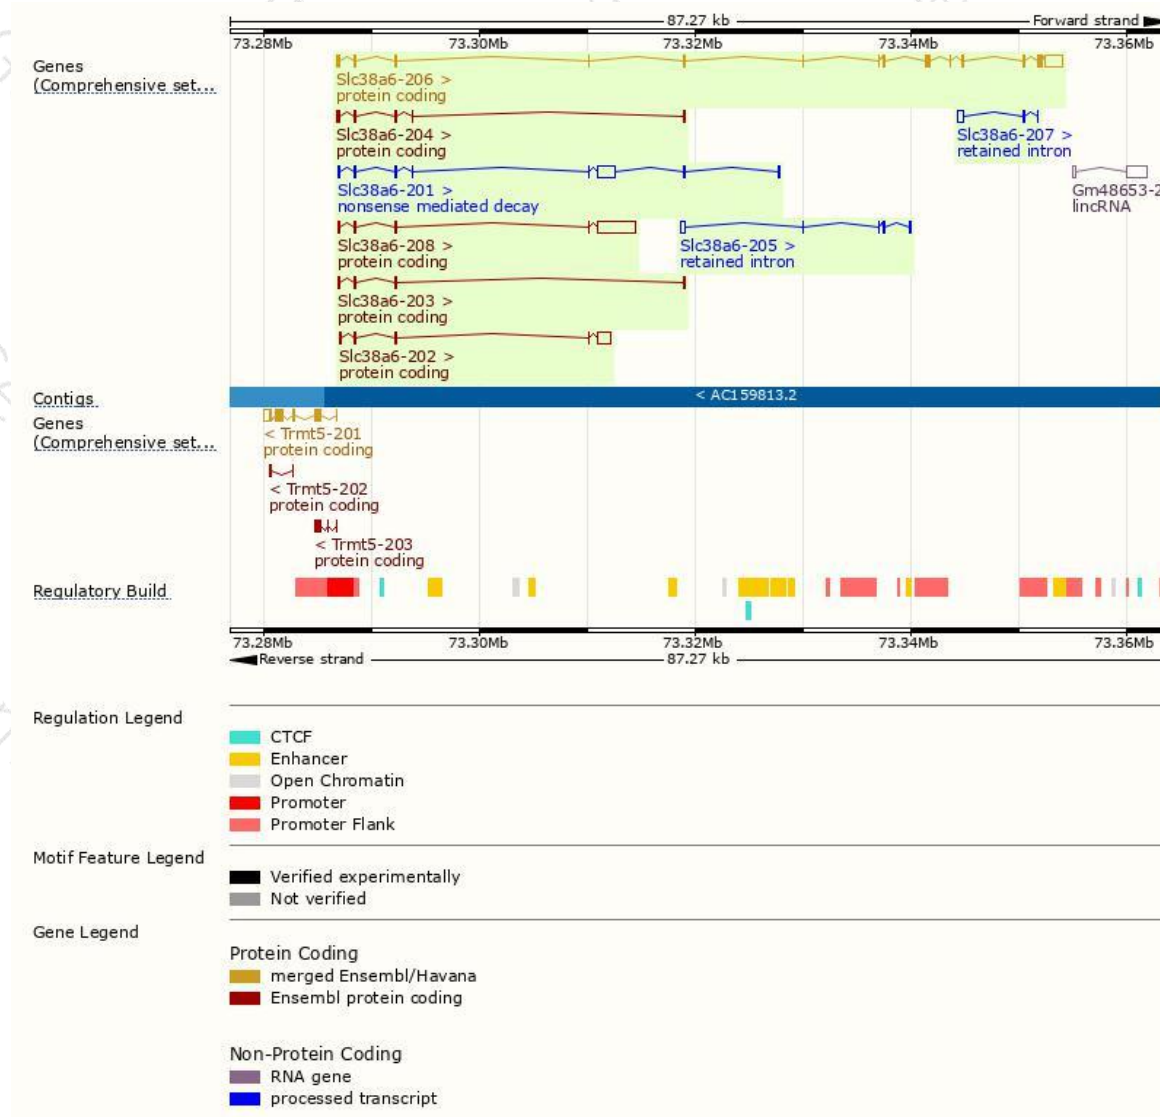 87.27 kb Forward strand
73.28Mb 73.30Mb 73.32Mb 73.34Mb 73.36Mb
Genes
(Comprehensive set...
Slc38a6-206 >
protein coding
Slc38a6-204 >
protein coding
Slc38a6-207 >
retained intron
Slc38a6-201 >
nonsense mediated decay
Gm48653-2
lincRNA
Slc38a6-208 >
protein coding
Slc38a6-205 >
retained intron
Slc38a6-203 >
protein coding
Slc38a6-202 >
protein coding
Contigs
< AC159813.2
Genes
(Comprehensive set...
< Trmt5-201
protein coding
< Trmt5-202
protein coding
< Trmt5-203
protein coding
Regulatory Build
73.28Mb 73.30Mb 73.32Mb 73.34Mb 73.36Mb
Reverse strand 87.27 kb
Regulation Legend
CTCF
Enhancer
Open Chromatin
Promoter
Promoter Flank
Motif Feature Legend
Verified experimentally
Not verified
Gene Legend
Protein Coding
merged Ensembl/Havana
Ensembl protein coding
Non-Protein Coding
RNA gene
processed transcript